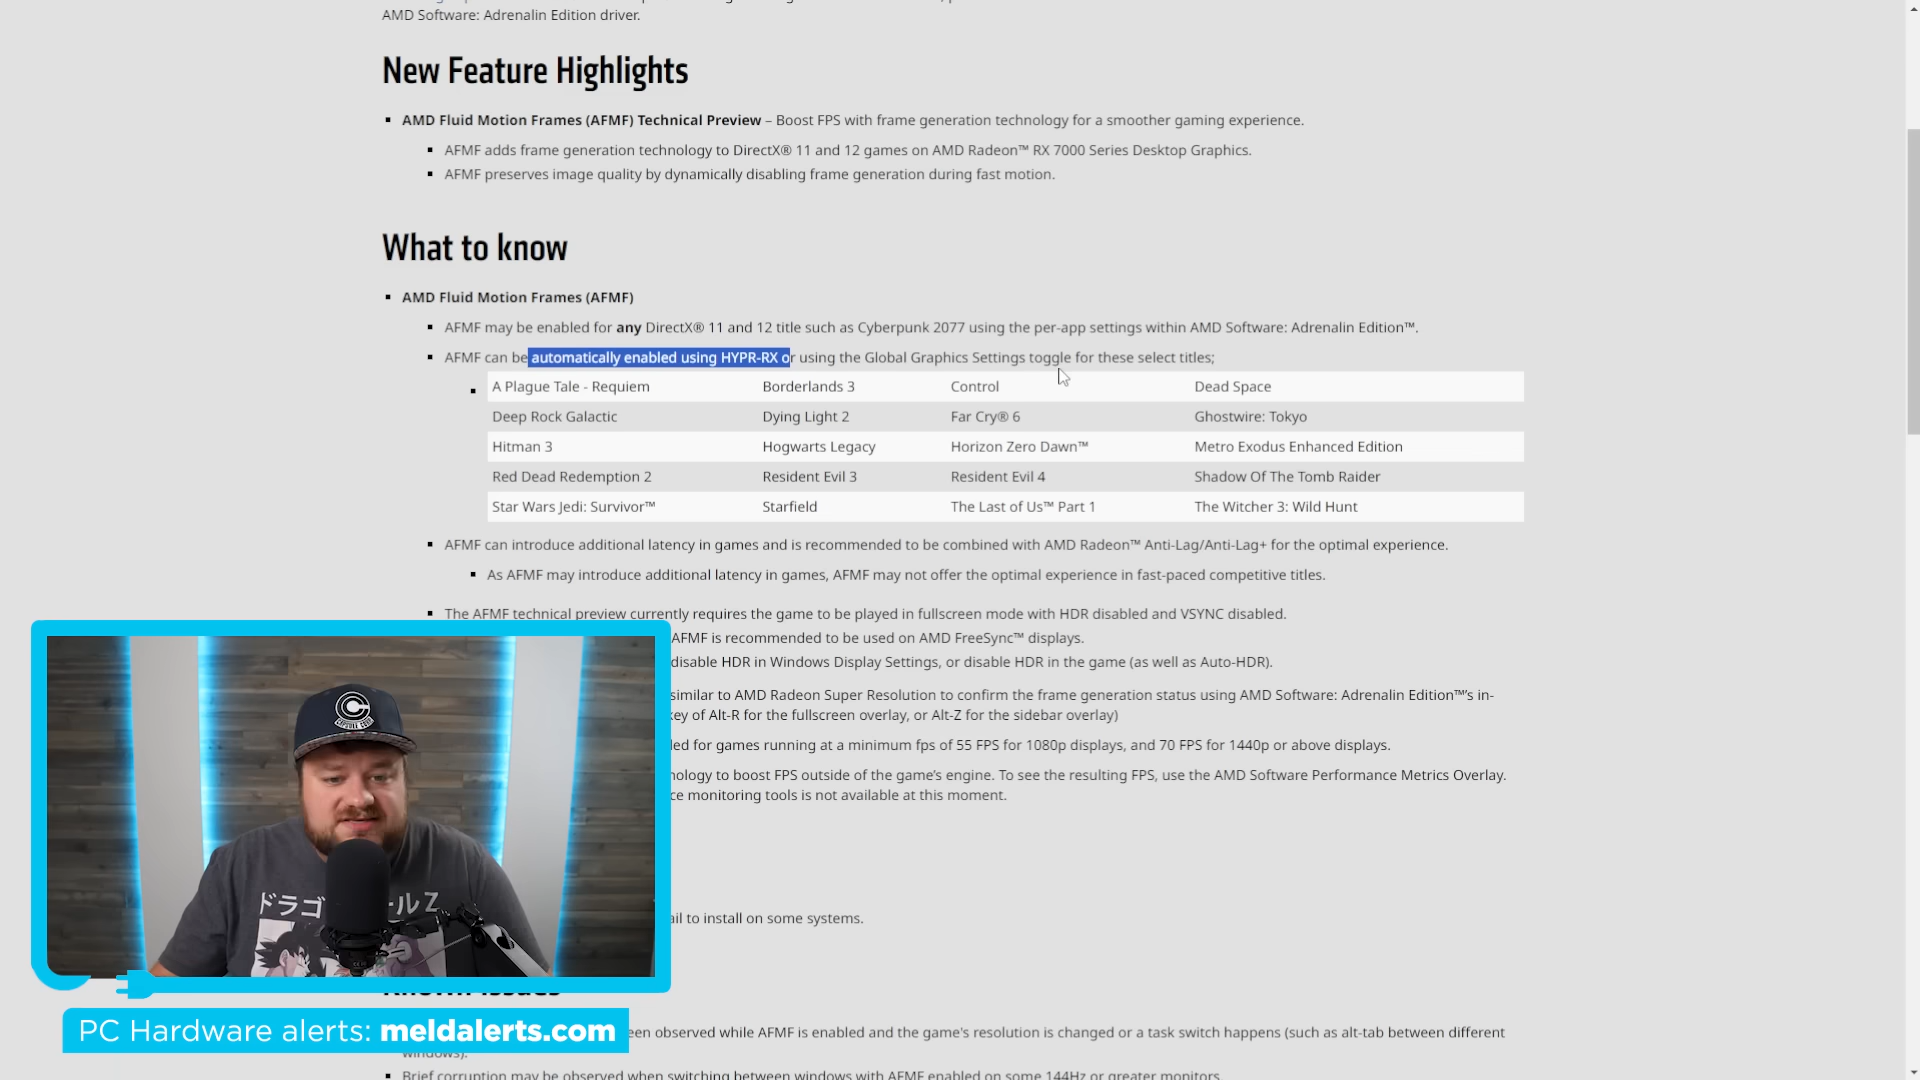 AMD Software: Adrenalin Edition driver.
New Feature Highlights
AMD Fluid Motion Frames (AFMF) Technical Preview – Boost FPS with frame generation technology for a smoother gaming experience.
AFMF adds frame generation technology to DirectX® 11 and 12 games on AMD Radeon™ RX 7000 Series Desktop Graphics.
AFMF preserves image quality by dynamically disabling frame generation during fast motion.
What to know
AMD Fluid Motion Frames (AFMF)
AFMF may be enabled for any DirectX® 11 and 12 title such as Cyberpunk 2077 using the per-app settings within AMD Software: Adrenalin Edition™.
AFMF can be automatically enabled using HYPR-RX or using the Global Graphics Settings toggle for these select titles;
A Plague Tale - Requiem Borderlands 3 Control Dead Space
Deep Rock Galactic Dying Light 2 Far Cry® 6 Ghostwire: Tokyo
Hitman 3 Hogwarts Legacy Horizon Zero Dawn™ Metro Exodus Enhanced Edition
Red Dead Redemption 2 Resident Evil 3 Resident Evil 4 Shadow Of The Tomb Raider
Star Wars Jedi: Survivor™ Starfield The Last of Us™ Part 1 The Witcher 3: Wild Hunt
AFMF can introduce additional latency in games and is recommended to be combined with AMD Radeon™ Anti-Lag/Anti-Lag+ for the optimal experience.
As AFMF may introduce additional latency in games, AFMF may not offer the optimal experience in fast-paced competitive titles.
The AFMF technical preview currently requires the game to be played in fullscreen mode with HDR disabled and VSYNC disabled.
AFMF is recommended to be used on AMD FreeSync™ displays.
disable HDR in Windows Display Settings, or disable HDR in the game (as well as Auto-HDR).
similar to AMD Radeon Super Resolution to confirm the frame generation status using AMD Software: Adrenalin Edition™'s in-
key of Alt-R for the fullscreen overlay, or Alt-Z for the sidebar overlay)
led for games running at a minimum fps of 55 FPS for 1080p displays, and 70 FPS for 1440p or above displays.
nology to boost FPS outside of the game's engine. To see the resulting FPS, use the AMD Software Performance Metrics Overlay.
ce monitoring tools is not available at this moment.
CAPSULE CORP.
ail to install on some systems.
Known Issues
PC Hardware alerts: meldalerts.com
een observed while AFMF is enabled and the game's resolution is changed or a task switch happens (such as alt-tab between different
windows).
Brief corruption may be observed when switching between windows with AFMF enabled on some 144Hz or greater monitors.